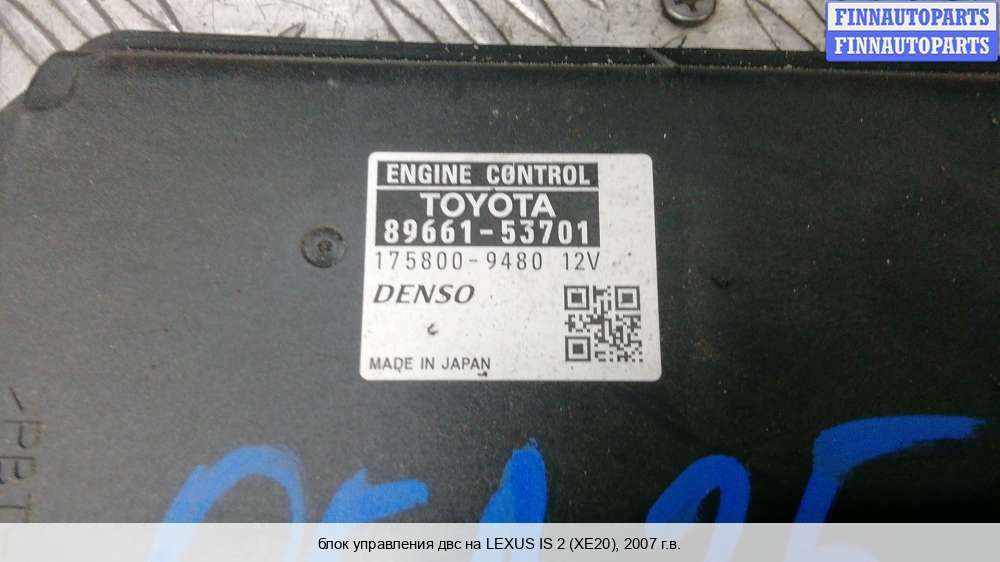 FINNAUTOPARTS
FINNAUTOPARTS
ENGINE CONTROL
TOYOTA
89661-53701
175800-9480 12V
DENSO
MADE IN JAPAN
блок управления двс на LEXUS IS 2 (XE20), 2007 г.в.